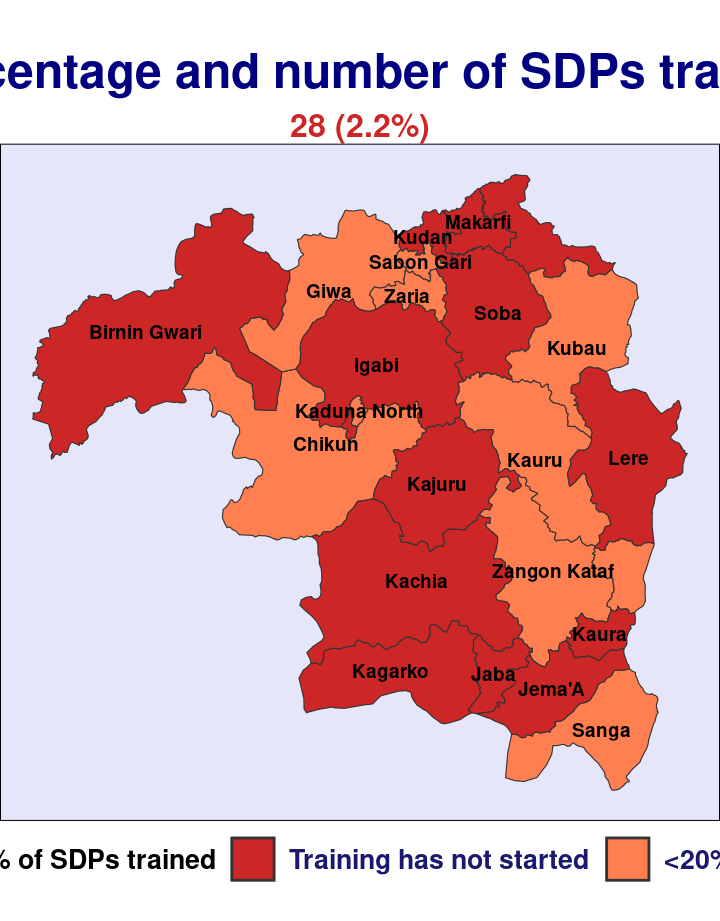 centage and number of SDPs tra
28 (2.2%)
Makarfi
Kudan
Sabon Gari
Giwa
Zaria
Soba
Birnin Gwari
Kubau
Igabi
Kaduna North
Chikun
Kauru
Lere
Kajuru
Zangon Kataf
Kachia
Kaura
Kagarko
Jaba
Jema'A
Sanga
% of SDPs trained Training has not started <20%